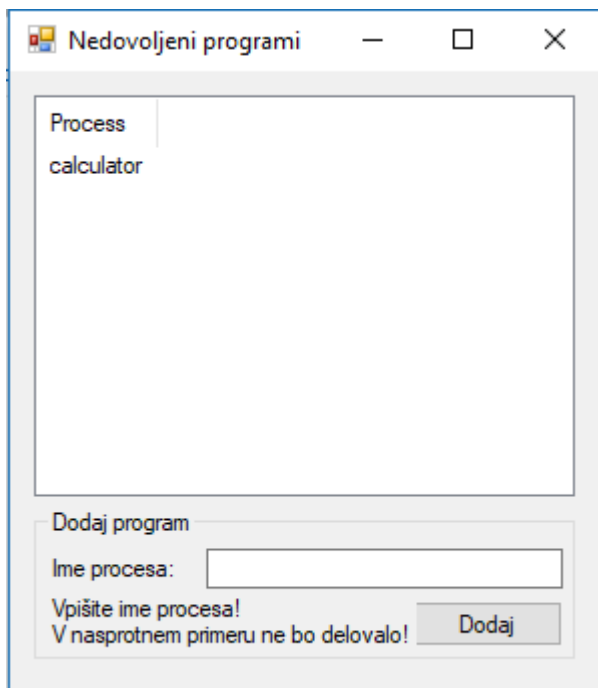 Nedovoljeni programi
Process
calculator
Dodaj program
Ime procesa:
Vpišite ime procesa!
V nasprotnem primeru ne bo delovalo!
Dodaj